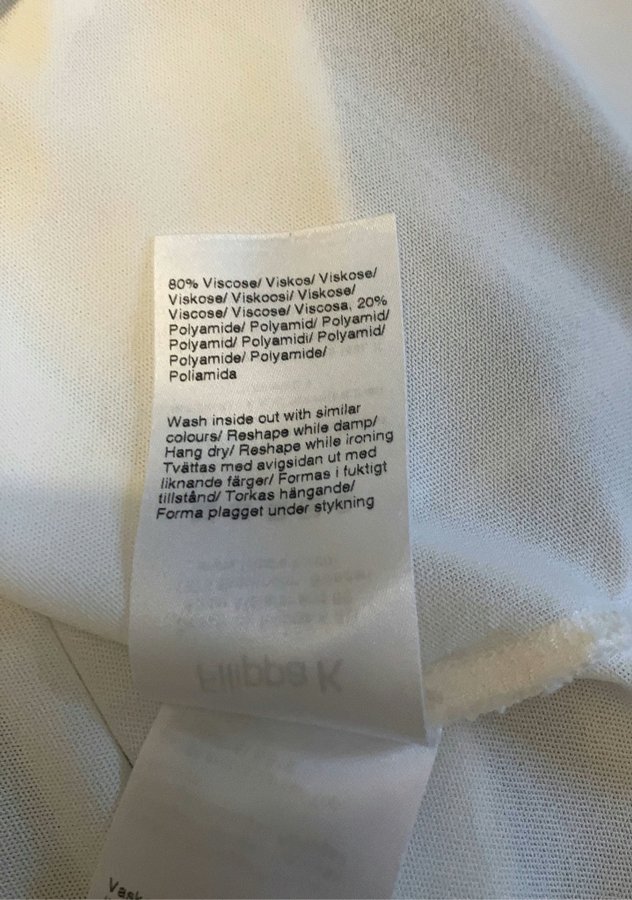 80% Viscose/ Viskos/ Viskose/
Viskose/ Viskoosi/ Viskose/
Viscose/ Viscose/ Viscosa, 20%
Polyamide/ Polyamid/ Polyamid/
Polyamid/ Polyamidi/ Polyamid/
Polyamide/ Polyamide/
Poliamida
Wash inside out with similar
colours/ Reshape while damp/
Hang dry/ Reshape while ironing
Tvättas med avigsidan ut med
liknande färger/ Formas i fuktigt
tillstånd/ Torkas hängande/
Forma plagget under stykning
Filippa K